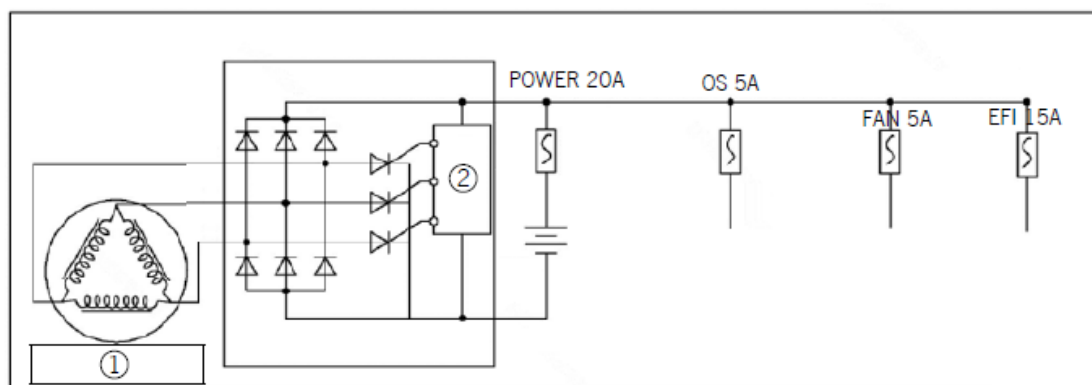 POWER 20A
OS 5A
FAN 5A
EFI 15A
②
①